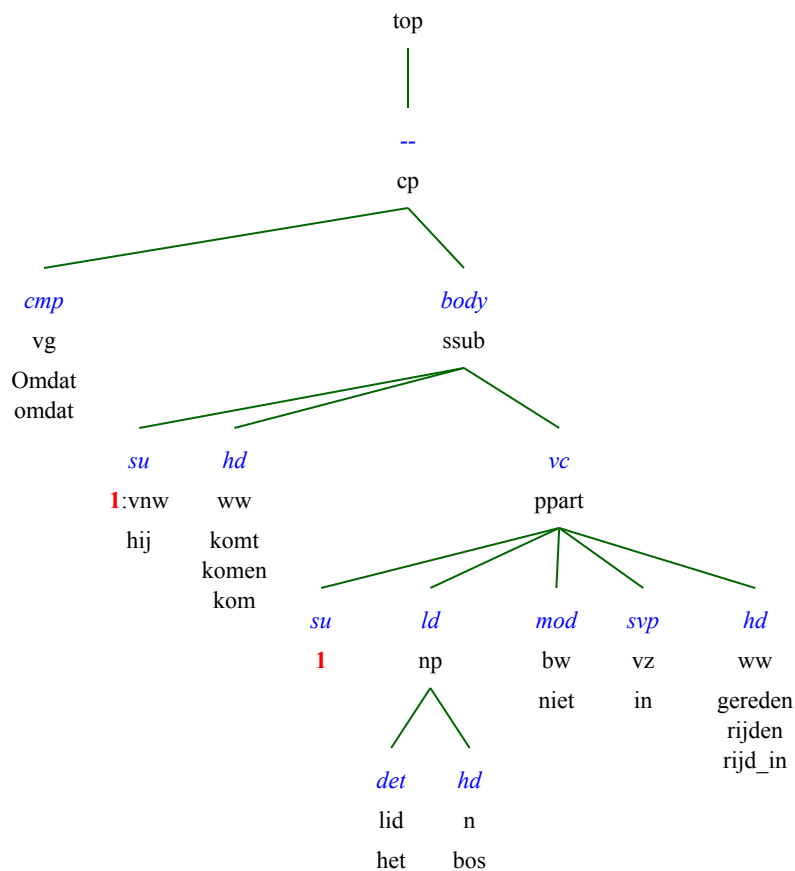 top
--
cp
cmp body
vg ssub
Omdat
omdat
su hd vc
1:vnw ww ppart
hij komt
komen
kom
su ld mod svp hd
1 np bw vz ww
niet in gereden
rijden
rijd_in
det hd
lid n
het bos